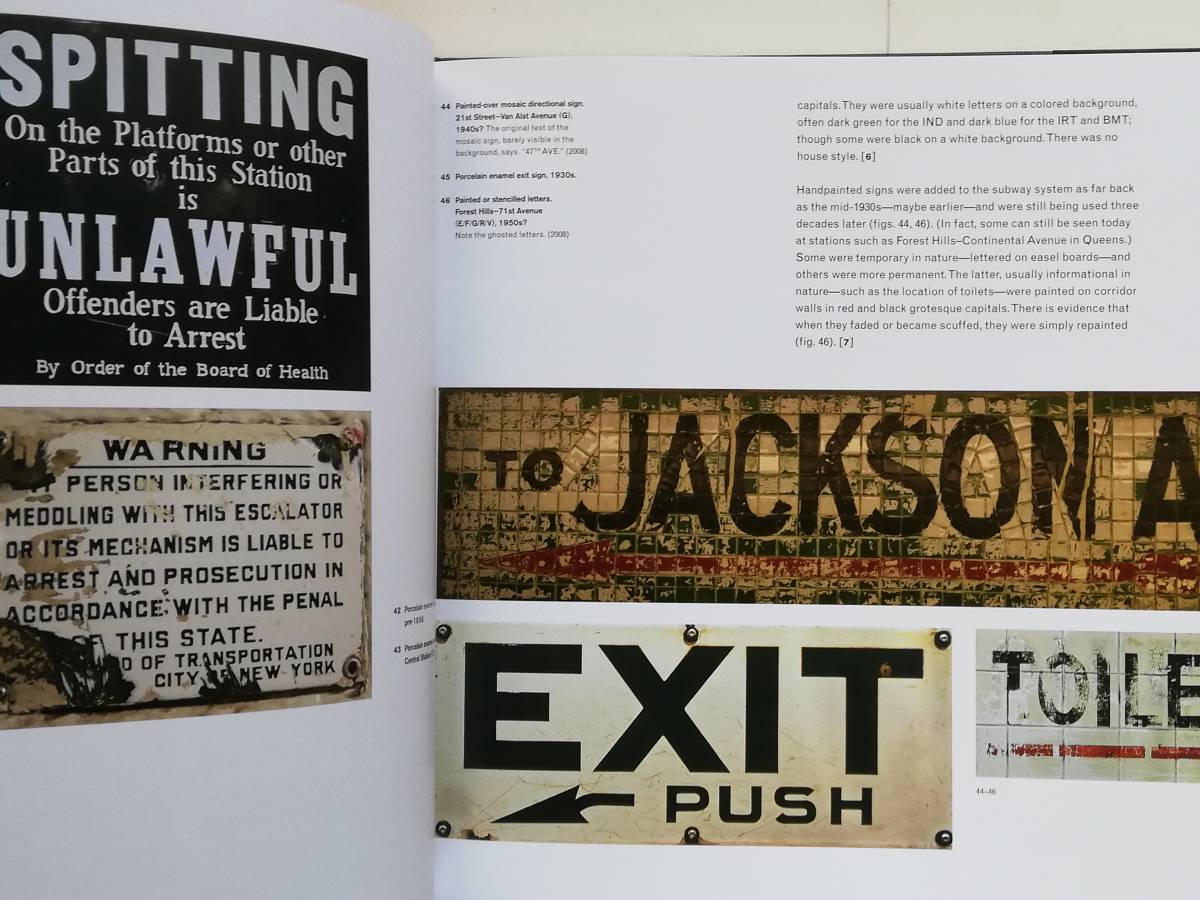 SPITTING
On the Platforms or other
Parts of this Station
is
UNLAWFUL
Offenders are Liable
to Arrest
By Order of the Board of Health
WARNING
PERSON INTERFERING OR
MEDDLING WITH THIS ESCALATOR
OR ITS MECHANISM IS LIABLE TO
ARREST AND PROSECUTION IN
ACCORDANCE WITH THE PENAL
THIS STATE.
D OF TRANSPORTATION
CITY OF NEW YORK
42 Porcelain enamel
pre-1936
43 Porcelain enamel
Central Station
44 Painted-over mosaic directional sign.
21st Street–Van Alst Avenue (G),
1940s? The original text of the
mosaic sign, barely visible in the
background, says “47TH AVE.” (2008)
45 Porcelain enamel exit sign, 1930s.
46 Painted or stencilled letters.
Forest Hills–71st Avenue
(E/F/G/R/V), 1950s?
Note the ghosted letters. (2008)
capitals. They were usually white letters on a colored background,
often dark green for the IND and dark blue for the IRT and BMT;
though some were black on a white background. There was no
house style. [6]
Handpainted signs were added to the subway system as far back
as the mid-1930s—maybe earlier—and were still being used three
decades later (figs. 44, 46). (In fact, some can still be seen today
at stations such as Forest Hills–Continental Avenue in Queens.)
Some were temporary in nature—lettered on easel boards—and
others were more permanent. The latter, usually informational in
nature—such as the location of toilets—were painted on corridor
walls in red and black grotesque capitals. There is evidence that
when they faded or became scuffed, they were simply repainted
(fig. 46). [7]
TO JACKSON A
EXIT
PUSH
TOILE
44–46